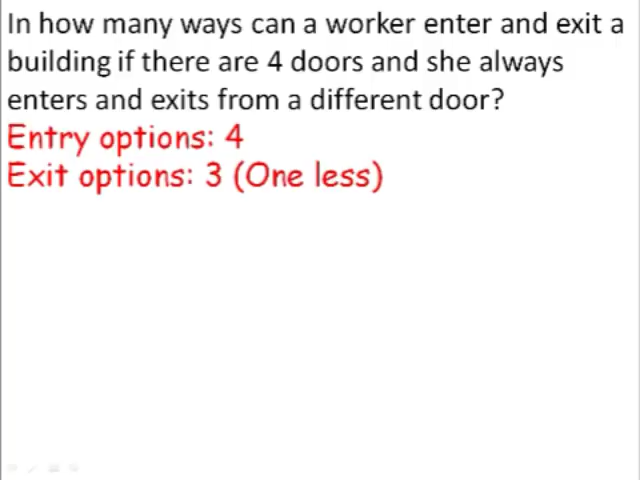 In how many ways can a worker enter and exit a
building if there are 4 doors and she always
enters and exits from a different door?
Entry options: 4
Exit options: 3 (One less)